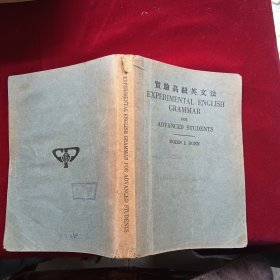 實驗高級英文法
EXPERIMENTAL ENGLISH
GRAMMAR
FOR
ADVANCED STUDENTS
EXPERIMENTAL ENGLISH GRAMMAR FOR ADVANCED STUDENTS